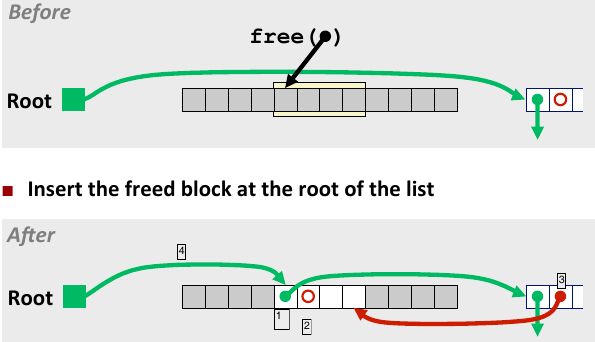 Before
free( )
Root
Insert the freed block at the root of the list
After
4
3
Root
1
2